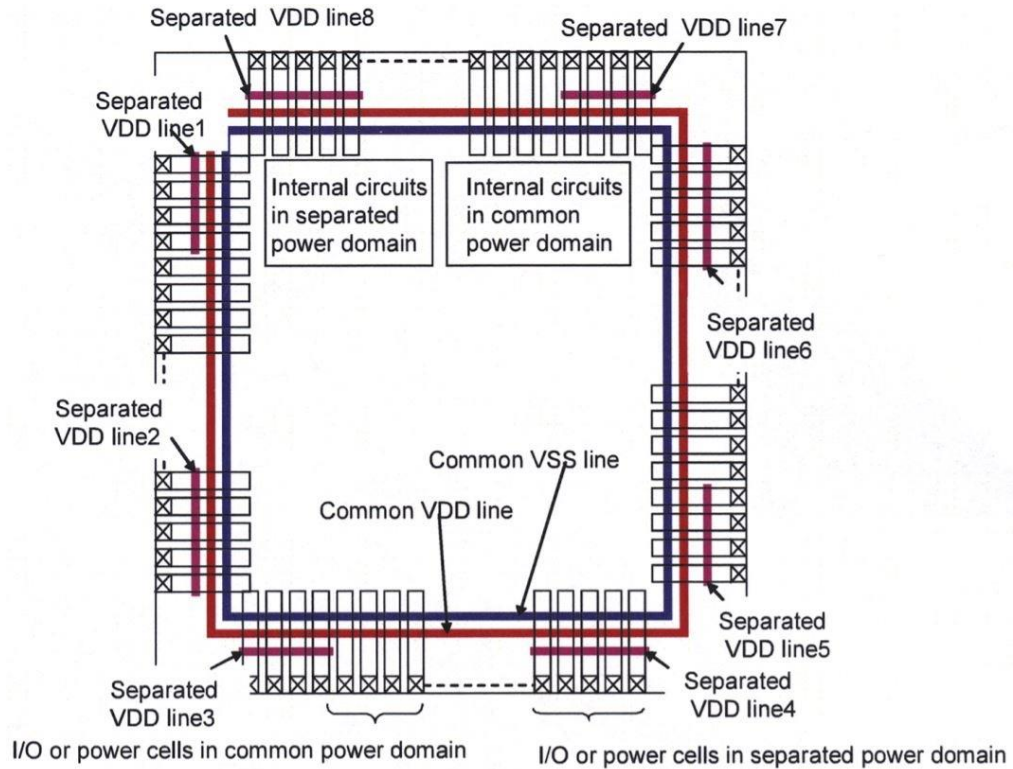 Separated VDD line8
Separated VDD line7
Separated
VDD line1
Internal circuits
in separated
power domain
Internal circuits
in common
power domain
Separated
VDD line6
Separated
VDD line2
Common VSS line
Common VDD line
Separated
VDD line5
Separated
VDD line3
Separated
VDD line4
I/O or power cells in common power domain
I/O or power cells in separated power domain